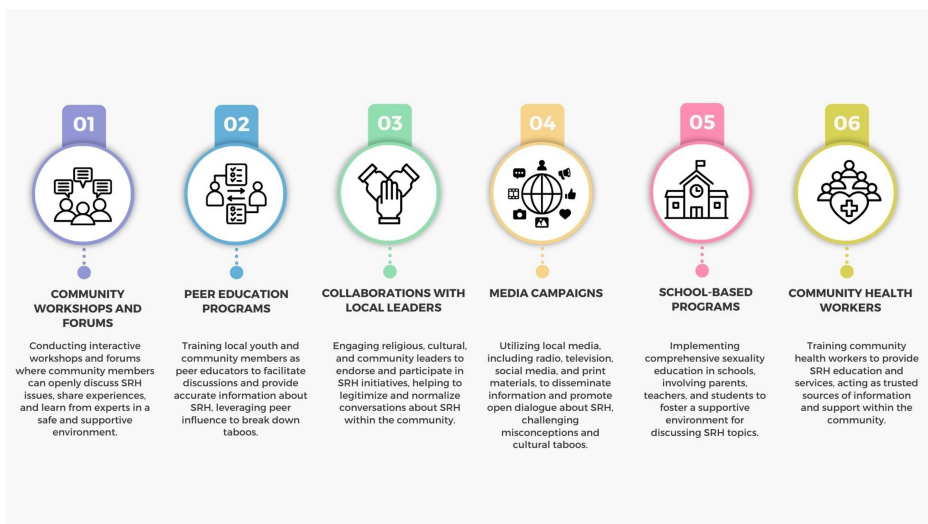 01
COMMUNITY
WORKSHOPS AND
FORUMS
Conducting interactive
workshops and forums
where community members
can openly discuss SRH
issues, share experiences,
and learn from experts in a
safe and supportive
environment.
02
PEER EDUCATION
PROGRAMS
Training local youth and
community members as
peer educators to facilitate
discussions and provide
accurate information about
SRH, leveraging peer
influence to break down
taboos.
03
COLLABORATIONS WITH
LOCAL LEADERS
Engaging religious, cultural,
and community leaders to
endorse and participate in
SRH initiatives, helping to
legitimize and normalize
conversations about SRH
within the community.
04
MEDIA CAMPAIGNS
Utilizing local media,
including radio, television,
social media, and print
materials, to disseminate
information and promote
open dialogue about SRH,
challenging
misconceptions and
cultural taboos.
05
SCHOOL-BASED
PROGRAMS
Implementing
comprehensive sexuality
education in schools,
involving parents,
teachers, and students to
foster a supportive
environment for
discussing SRH topics.
06
COMMUNITY HEALTH
WORKERS
Training community
health workers to provide
SRH education and
services, acting as trusted
sources of information
and support within the
community.